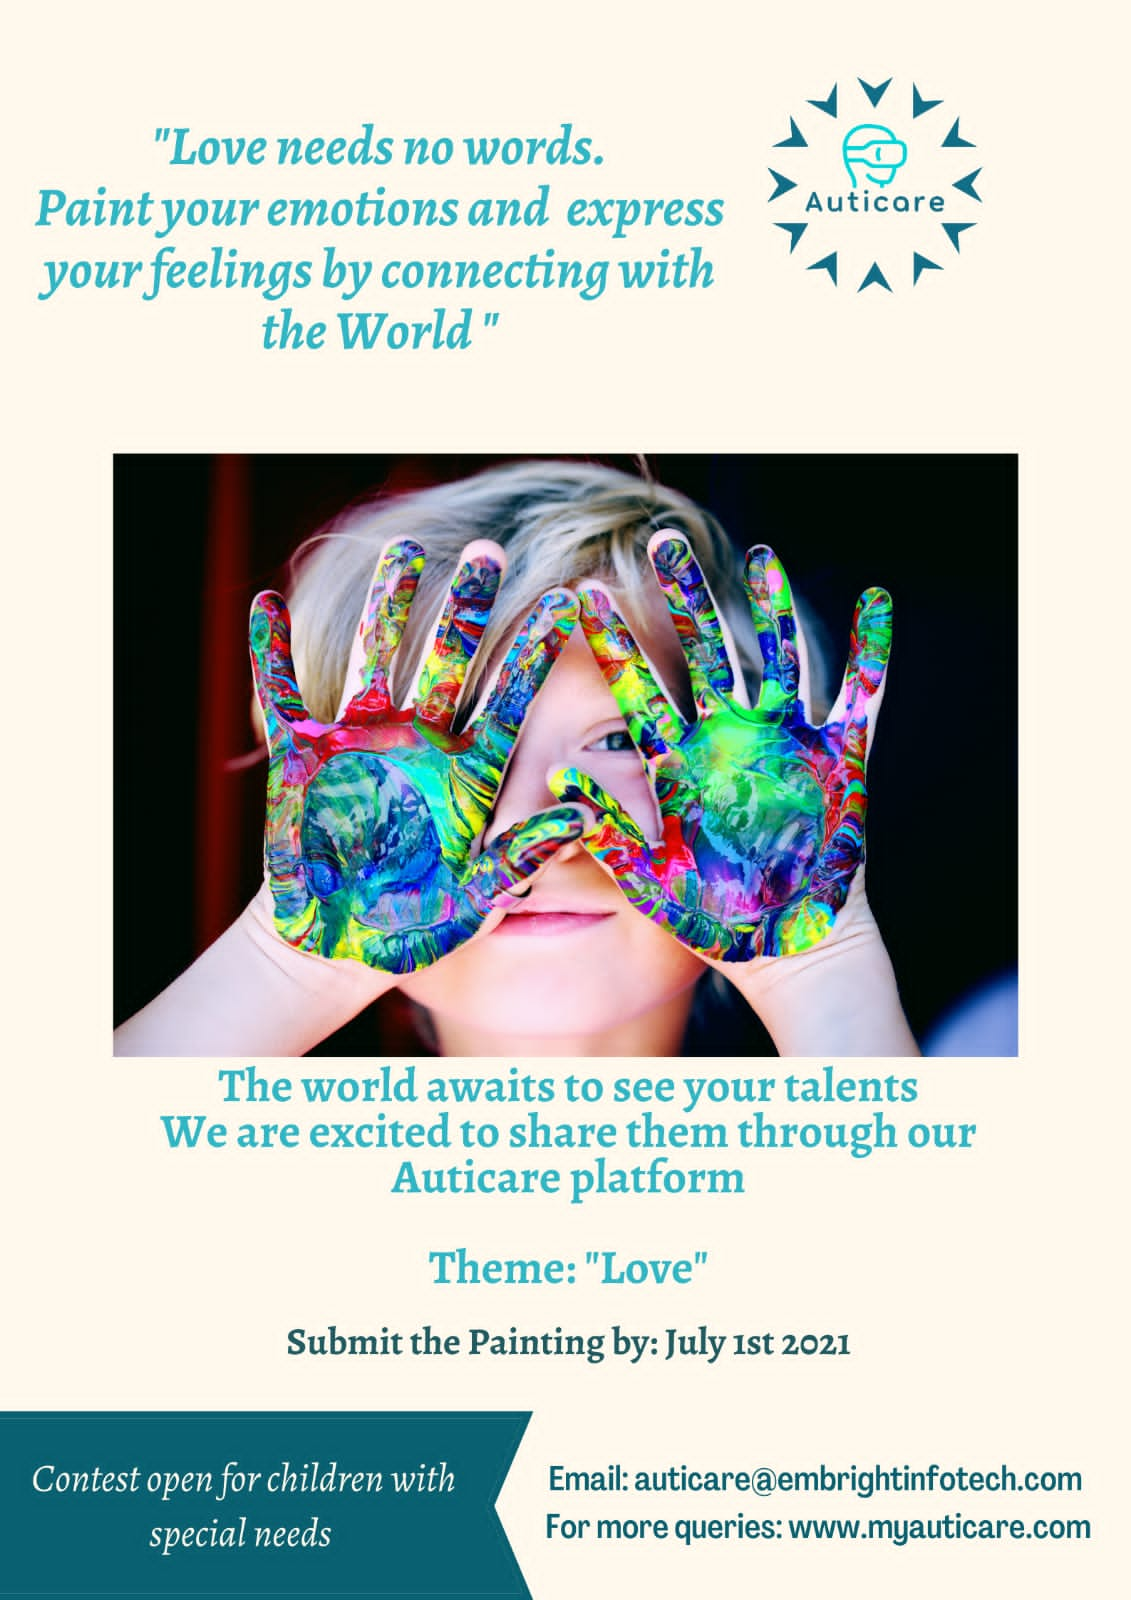 "Love needs no words.
Paint your emotions and express
your feelings by connecting with
the World "
Auticare
The world awaits to see your talents
We are excited to share them through our
Auticare platform
Theme: "Love"
Submit the Painting by: July 1st 2021
Contest open for children with
special needs
Email: auticare@embrightinfotech.com
For more queries: www.myauticare.com